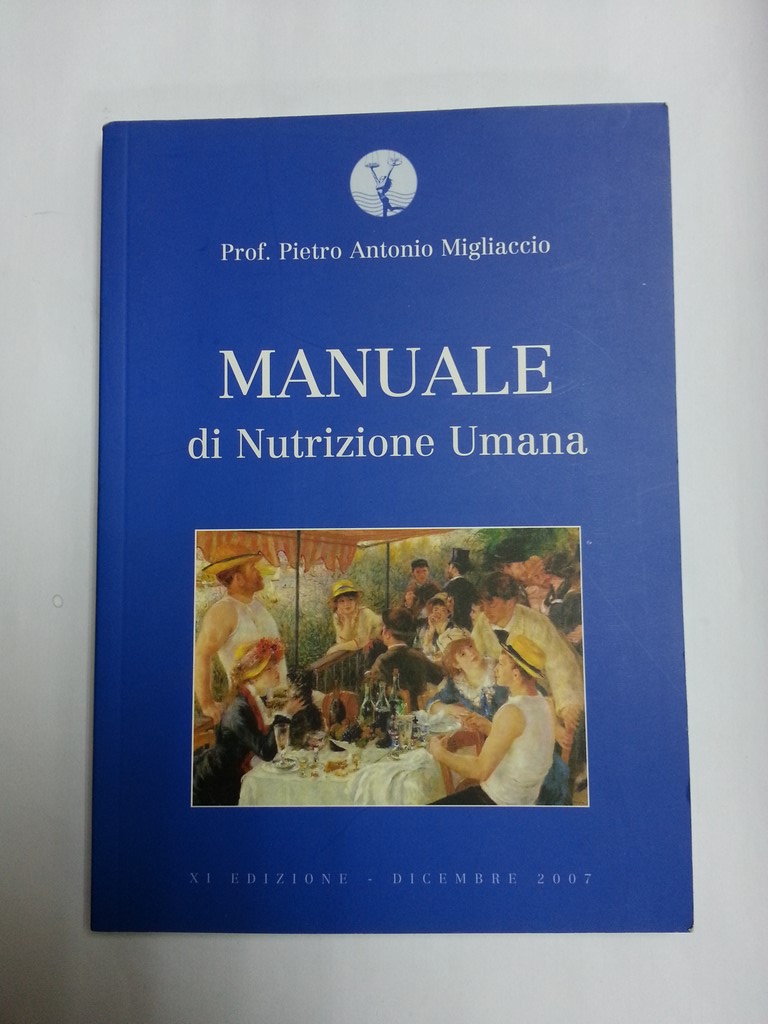 Prof. Pietro Antonio Migliaccio
MANUALE
di Nutrizione Umana
XI EDIZIONE - DICEMBRE 2007